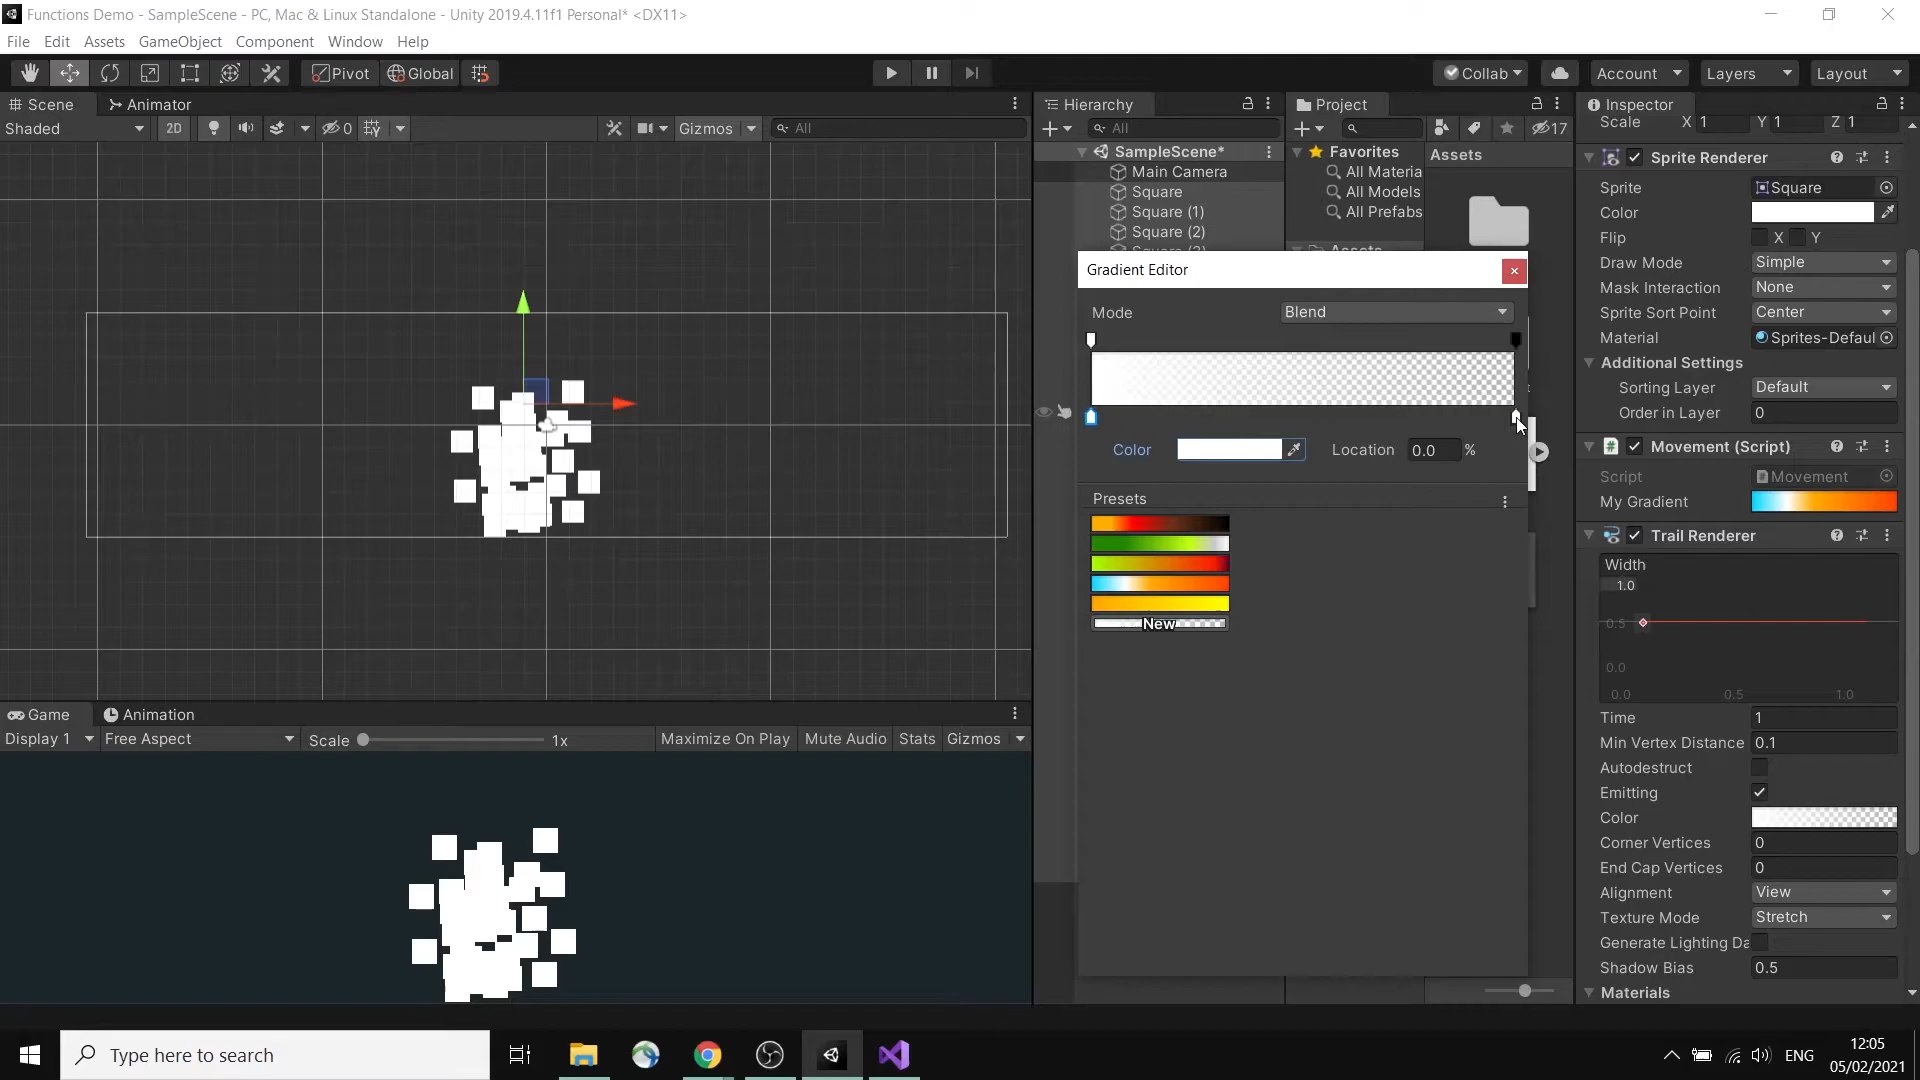 Functions Demo - SampleScene - PC, Mac & Linux Standalone - Unity 2019.4.11f1 Personal* <DX11>
File Edit Assets GameObject Component Window Help
Pivot Global Collab Account Layers Layout
Scene Animator
Shaded 2D 0 Gizmos All
Hierarchy
All
SampleScene*
Main Camera
Square
Square (1)
Square (2)
Project
17
Favorites
All Materia
All Models
All Prefabs
Assets
Assets
Gradient Editor
Mode Blend
Color Location 0.0 %
Presets
New
Inspector
Scale X 1 Y 1 Z 1
Sprite Renderer
Sprite Square
Color
Flip X Y
Draw Mode Simple
Mask Interaction None
Sprite Sort Point Center
Material Sprites-Defaul
Additional Settings
Sorting Layer Default
Order in Layer 0
Movement (Script)
Script Movement
My Gradient
Trail Renderer
Width
1.0
0.5
0.0
0.0 0.5 1.0
Time 1
Min Vertex Distance 0.1
Autodestruct
Emitting
Color
Corner Vertices 0
End Cap Vertices 0
Alignment View
Texture Mode Stretch
Generate Lighting Da
Shadow Bias 0.5
Materials
Game Animation
Display 1 Free Aspect Scale 1x Maximize On Play Mute Audio Stats Gizmos
Type here to search
ENG
12:05
05/02/2021